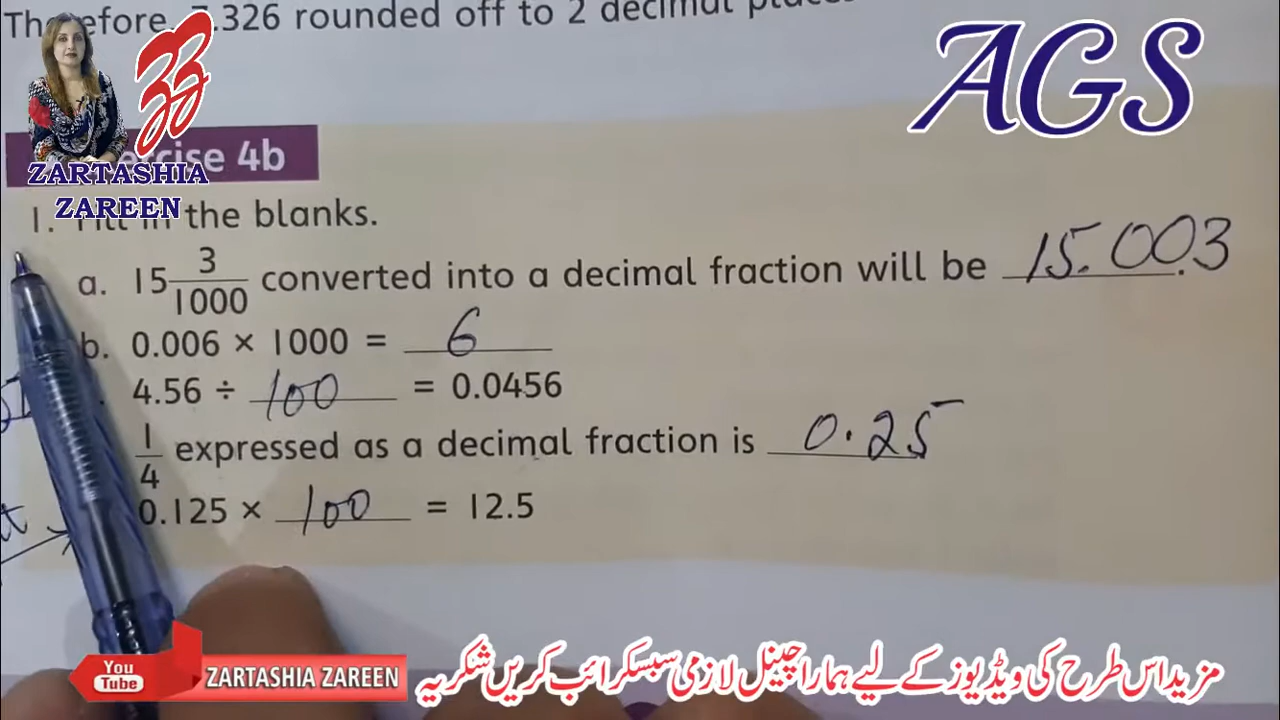 Therefore, 7.326 rounded off to 2 decimal
AGS
ZARTASHIA
ZAREEN
Exercise 4b
1. Fill in the blanks.
a. 15 3/1000 converted into a decimal fraction will be 15.003
b. 0.006 × 1000 = 6
4.56 ÷ 100 = 0.0456
1/4 expressed as a decimal fraction is 0.25
0.125 × 100 = 12.5
You Tube ZARTASHIA ZAREEN
مزید اس طرح کی ویڈیوز کے لیے ہمارا چینل لازمی سبسکرائب کریں شکریہ